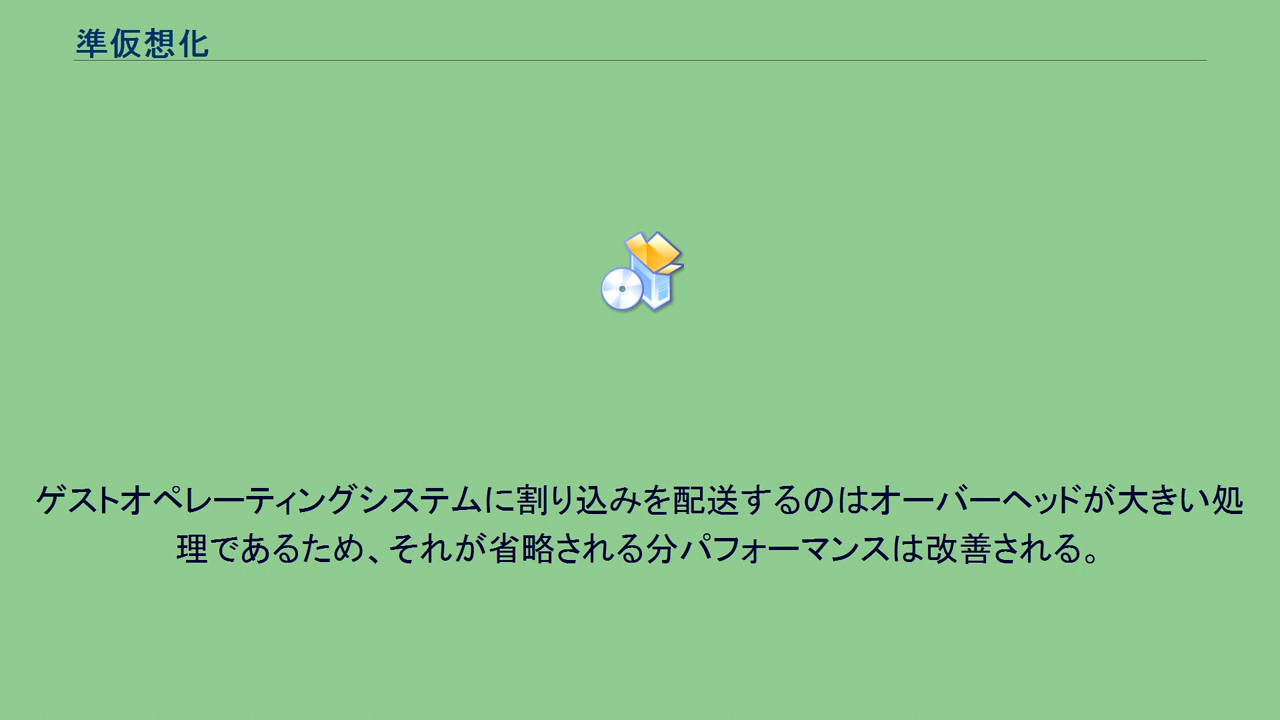 準仮想化
ゲストオペレーティングシステムに割り込みを配送するのはオーバーヘッドが大きい処
理であるため、それが省略される分パフォーマンスは改善される。